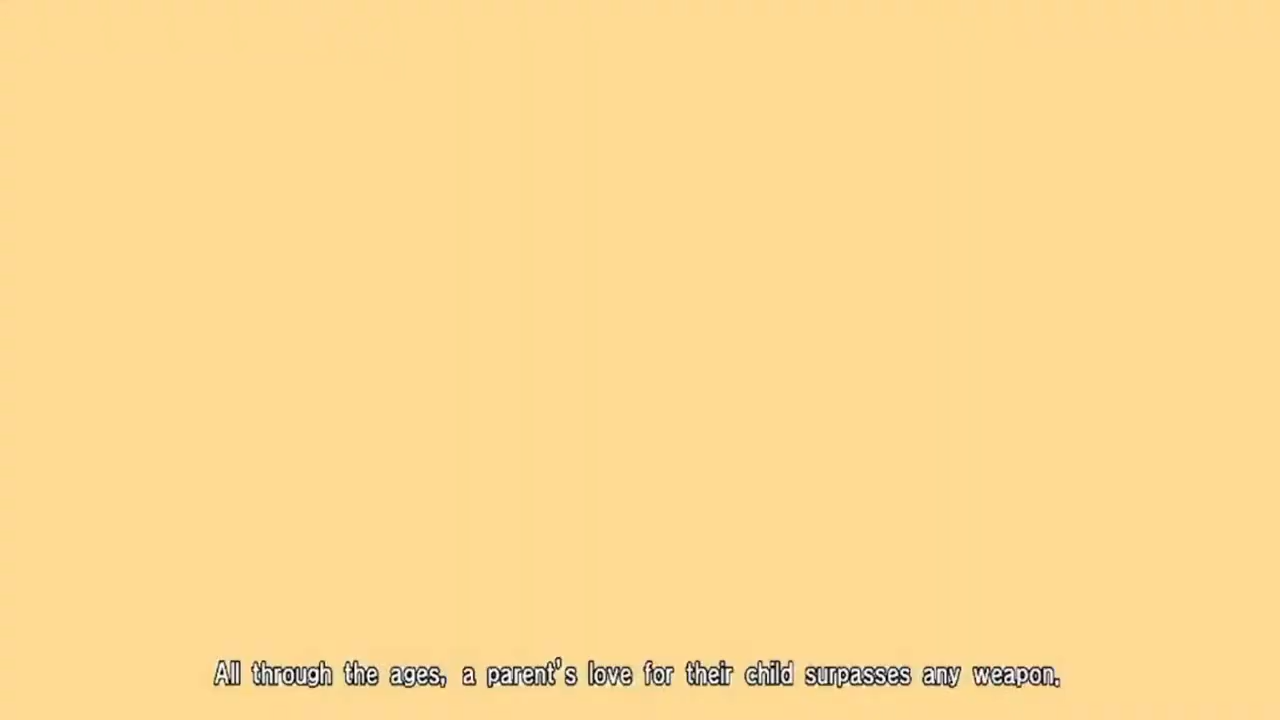 All through the ages, a parent's love for their child surpasses any weapon.